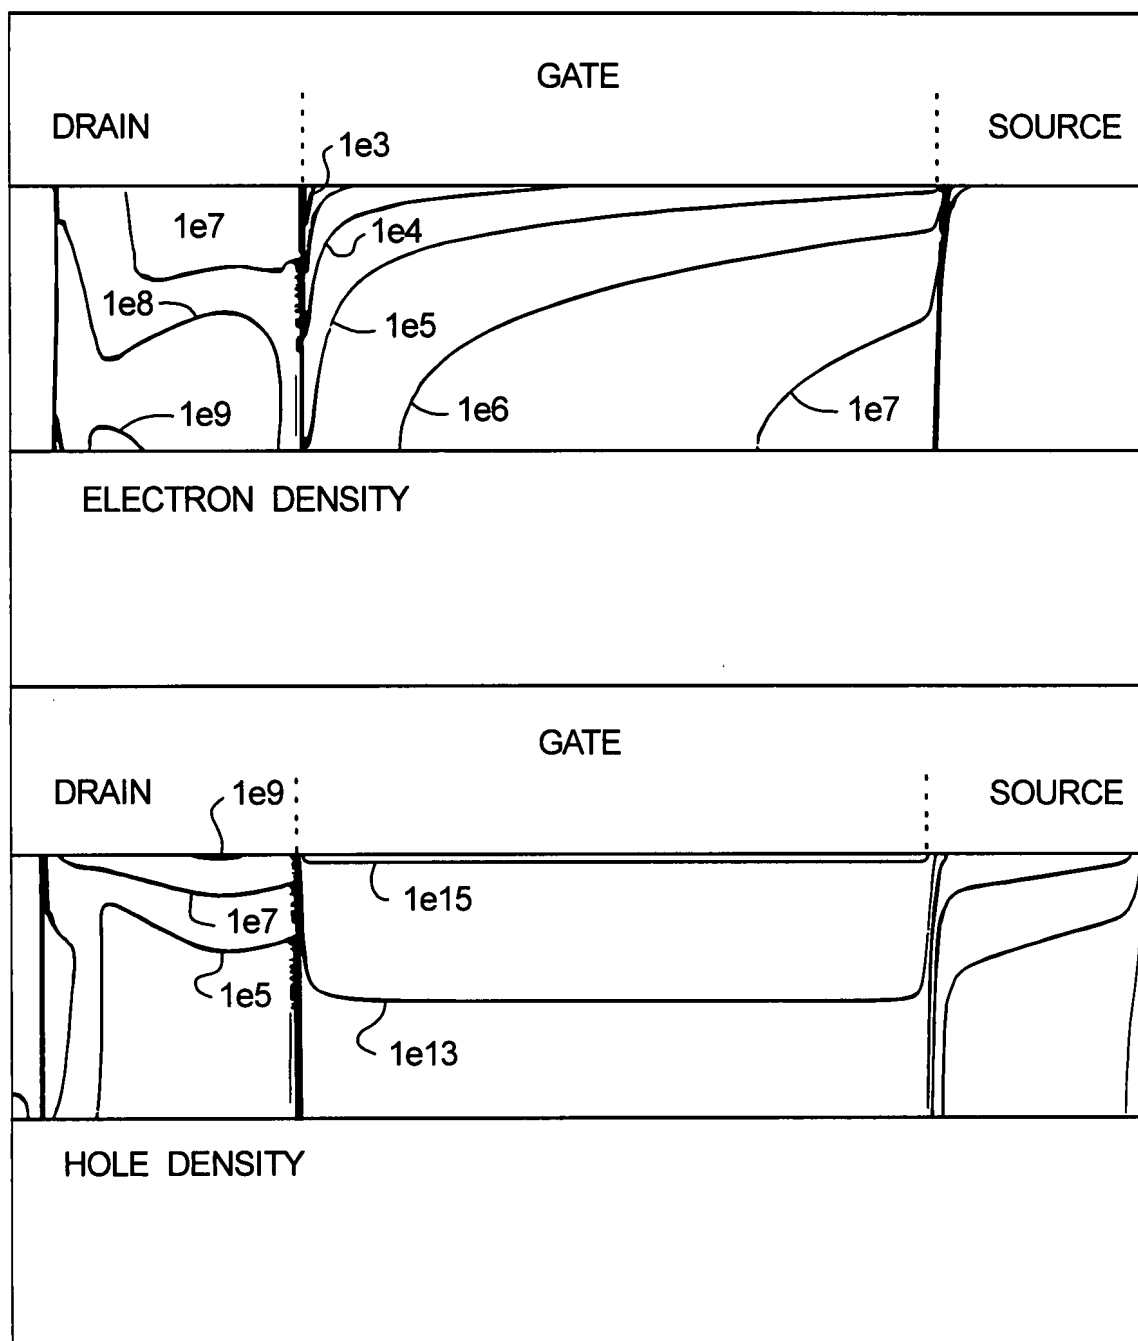 GATE
DRAIN
SOURCE
1e3
1e7
1e4
1e8
1e5
1e9
1e6
1e7
ELECTRON DENSITY
GATE
DRAIN
1e9
SOURCE
1e15
1e7
1e5
1e13
HOLE DENSITY